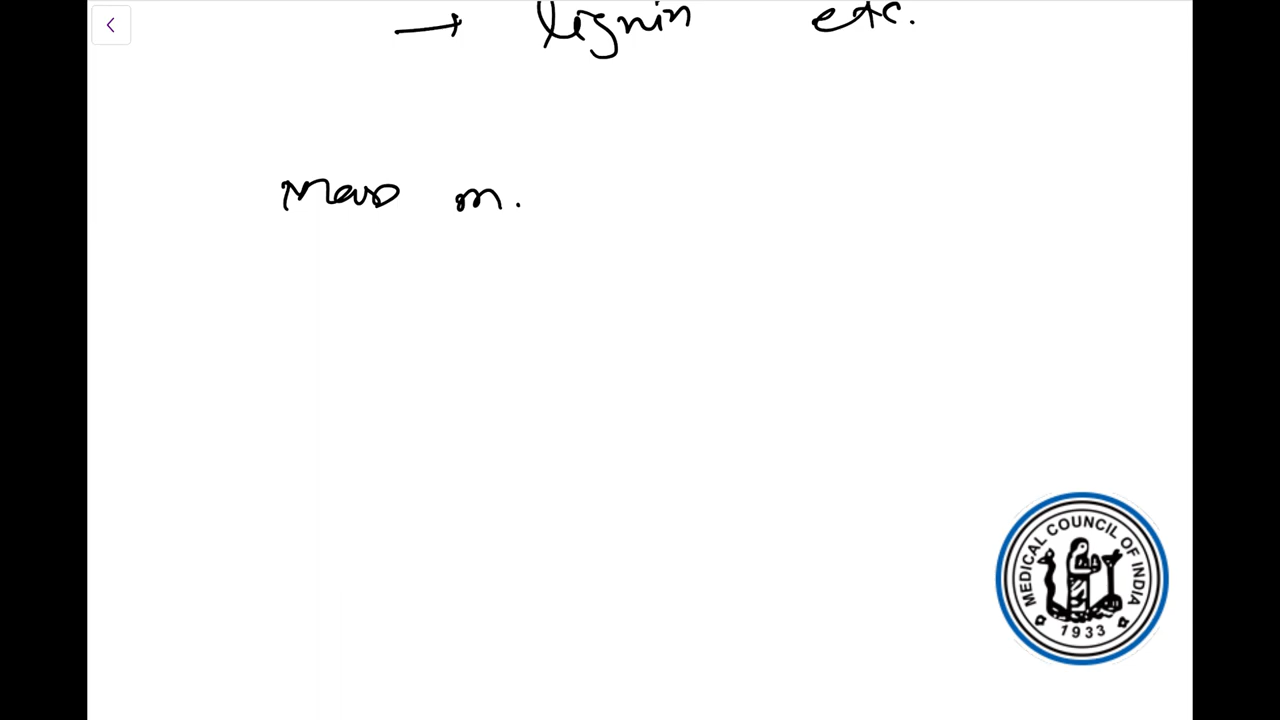 → lignin etc.
Mass m.
MEDICAL COUNCIL OF INDIA
1933